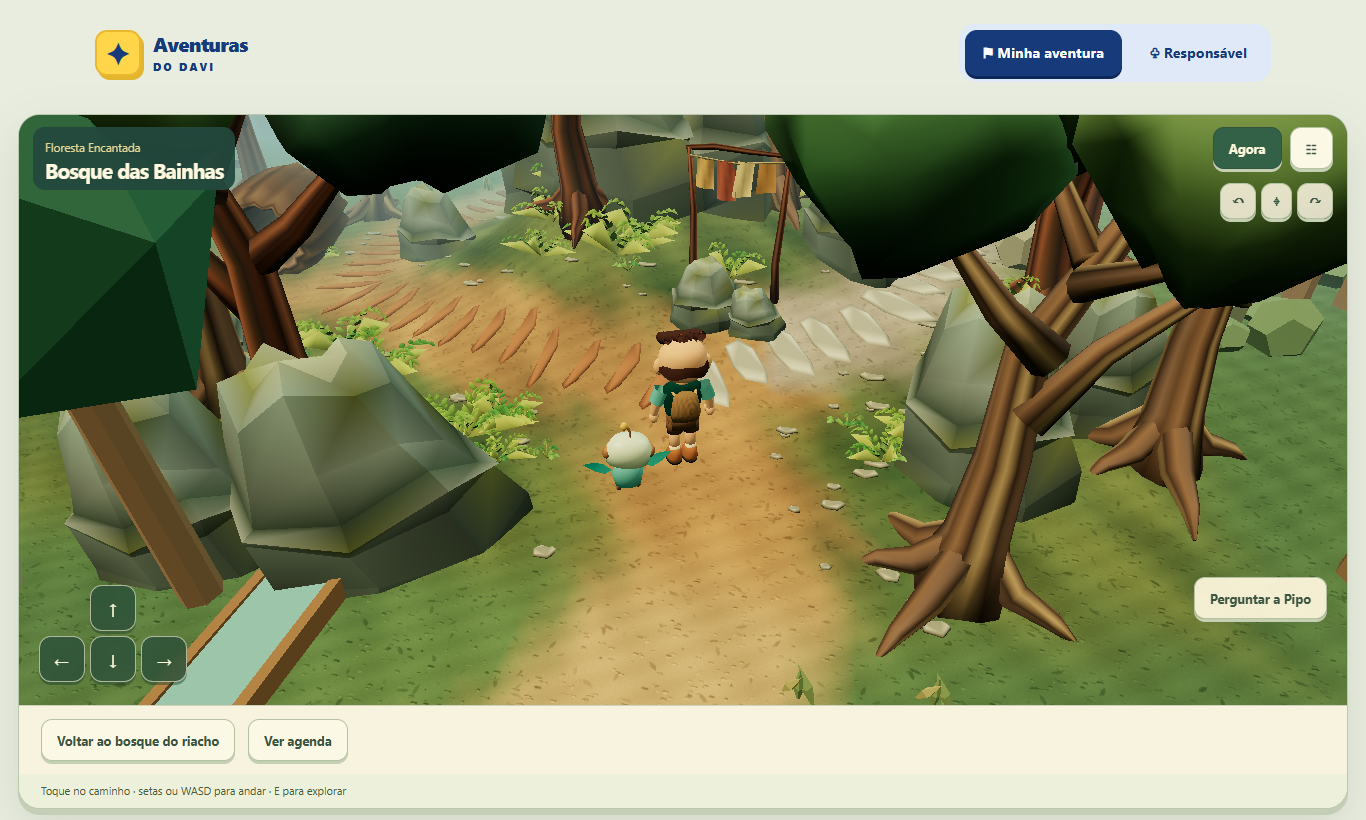 Aventuras
DO DAVI
Minha aventura
Responsável
Floresta Encantada
Bosque das Bainhas
Agora
Perguntar a Pipo
Voltar ao bosque do riacho
Ver agenda
Toque no caminho · setas ou WASD para andar · E para explorar